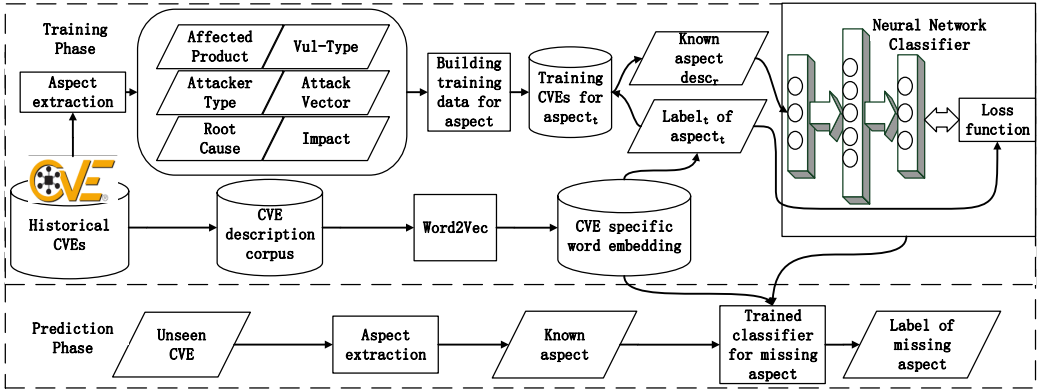 Training
Phase
Aspect
extraction
Affected
Product
Vul-Type
Attacker
Type
Attack
Vector
Root
Cause
Impact
Building
training
data for
aspect
Training
CVEs for
aspectt
Known
aspect
descr
Labelt of
aspectt
Neural Network
Classifier
Loss
function
CVE
®
Historical
CVEs
CVE
description
corpus
Word2Vec
CVE specific
word embedding
Prediction
Phase
Unseen
CVE
Aspect
extraction
Known
aspect
Trained
classifier
for missing
aspect
Label of
missing
aspect